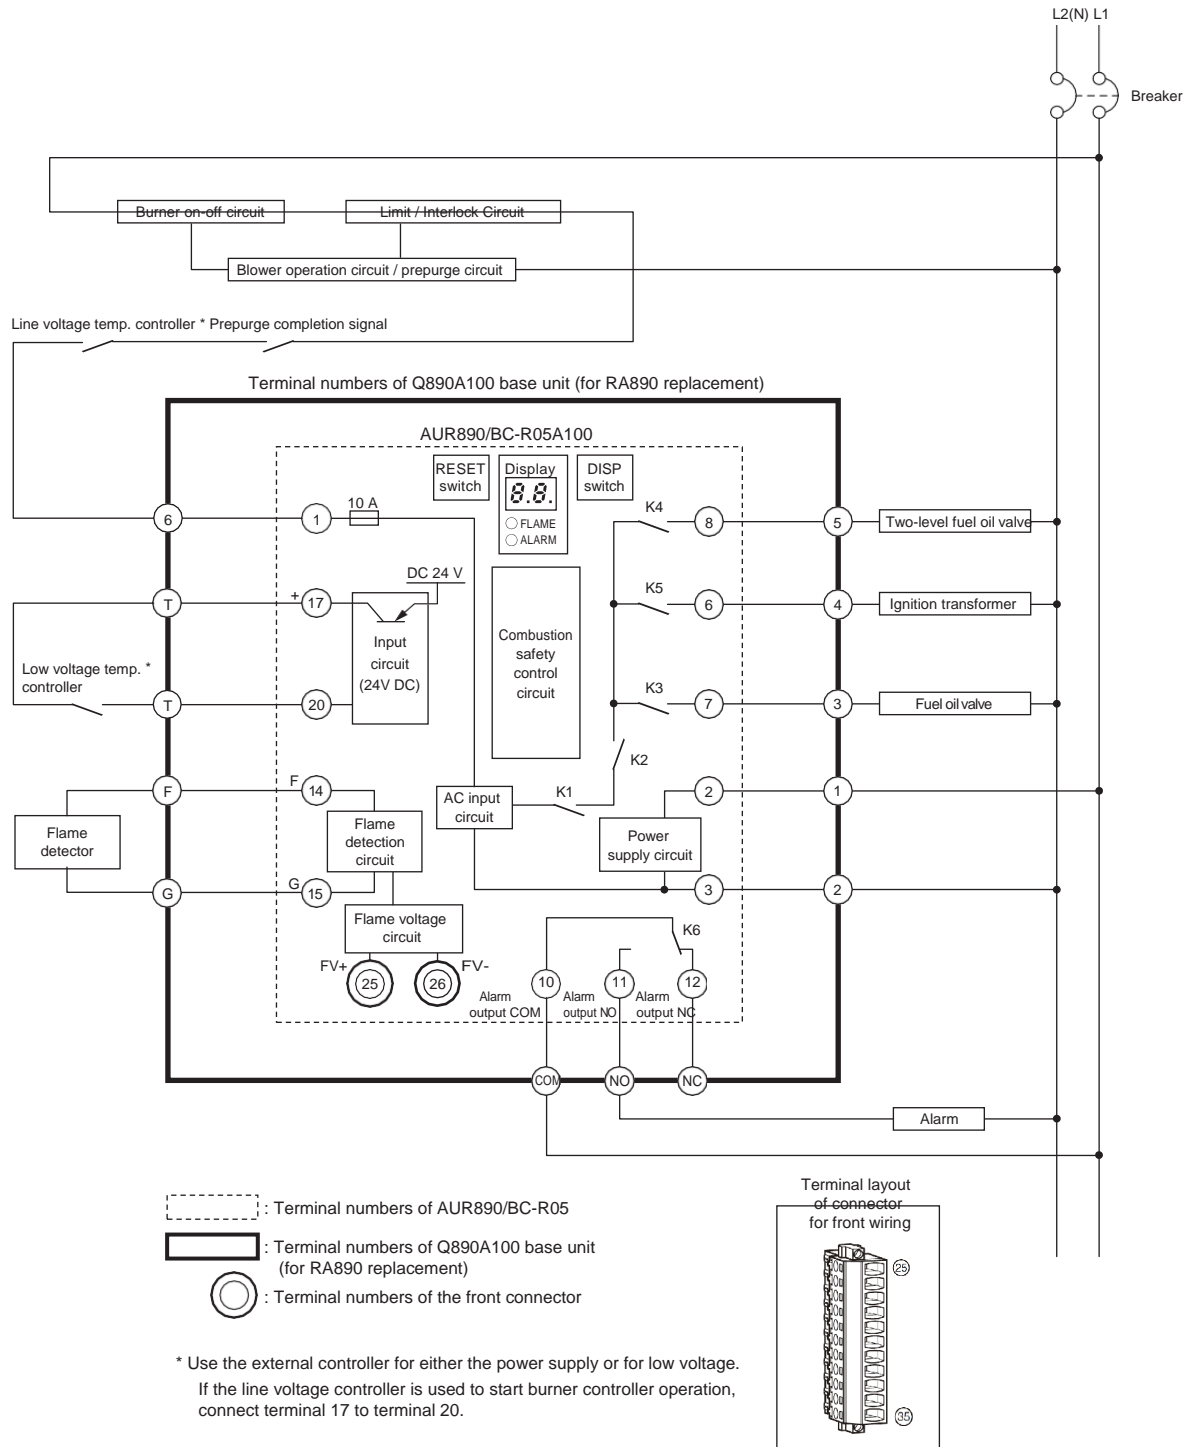 L2(N) L1
Breaker
Burner on-off circuit
Limit / Interlock Circuit
Blower operation circuit / prepurge circuit
Line voltage temp. controller * Prepurge completion signal
Terminal numbers of Q890A100 base unit (for RA890 replacement)
AUR890/BC-R05A100
RESET
switch
Display
8.8.
FLAME
ALARM
DISP
switch
6
1
10 A
K4
8
5
Two-level fuel oil valve
DC 24 V
T
+
17
Input
circuit
(24V DC)
Combustion
safety
control
circuit
K5
6
4
Ignition transformer
Low voltage temp. *
controller
T
20
K3
7
3
Fuel oil valve
K2
F
F
14
AC input
circuit
K1
2
1
Flame
detector
Flame
detection
circuit
Power
supply circuit
G
G
15
3
2
Flame voltage
circuit
K6
FV+
25
26
FV-
10
11
12
Alarm
output COM
Alarm
output NO
Alarm
output NC
COM
NO
NC
Alarm
: Terminal numbers of AUR890/BC-R05
: Terminal numbers of Q890A100 base unit
(for RA890 replacement)
: Terminal numbers of the front connector
Terminal layout
of connector
for front wiring
25
35
* Use the external controller for either the power supply or for low voltage.
If the line voltage controller is used to start burner controller operation,
connect terminal 17 to terminal 20.